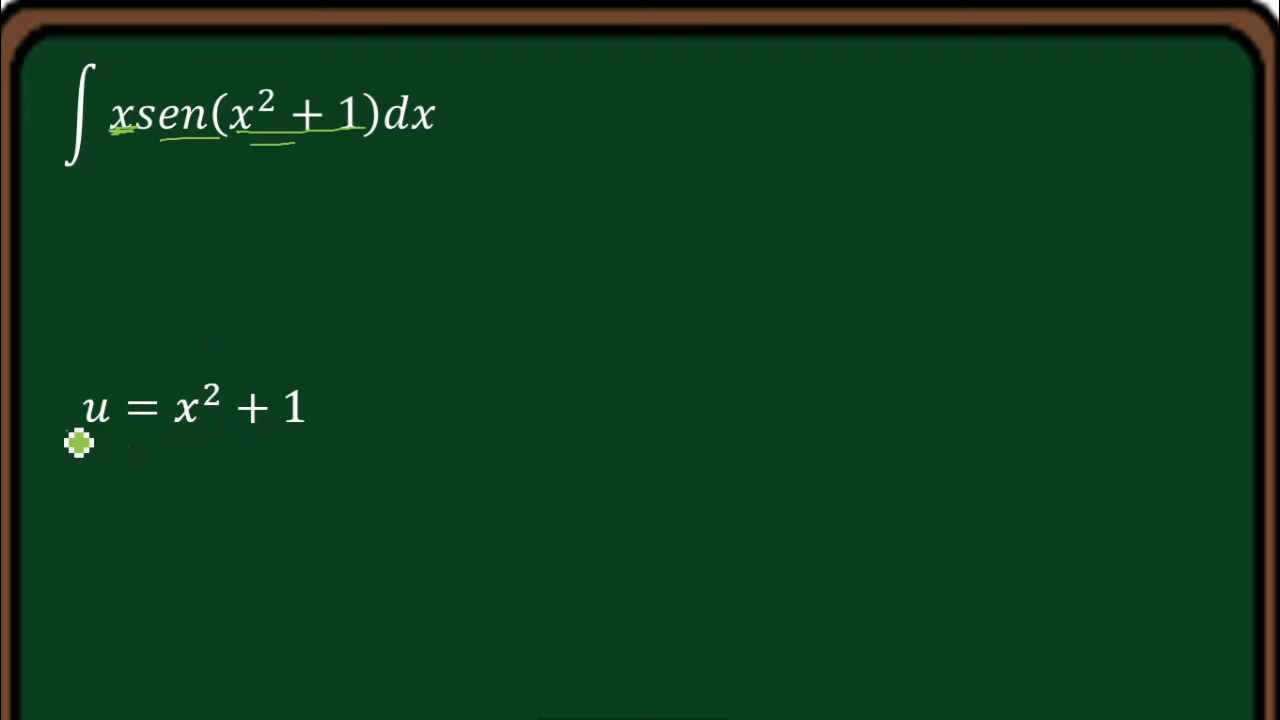 ∫ xsen(x² + 1)dx
u = x² + 1